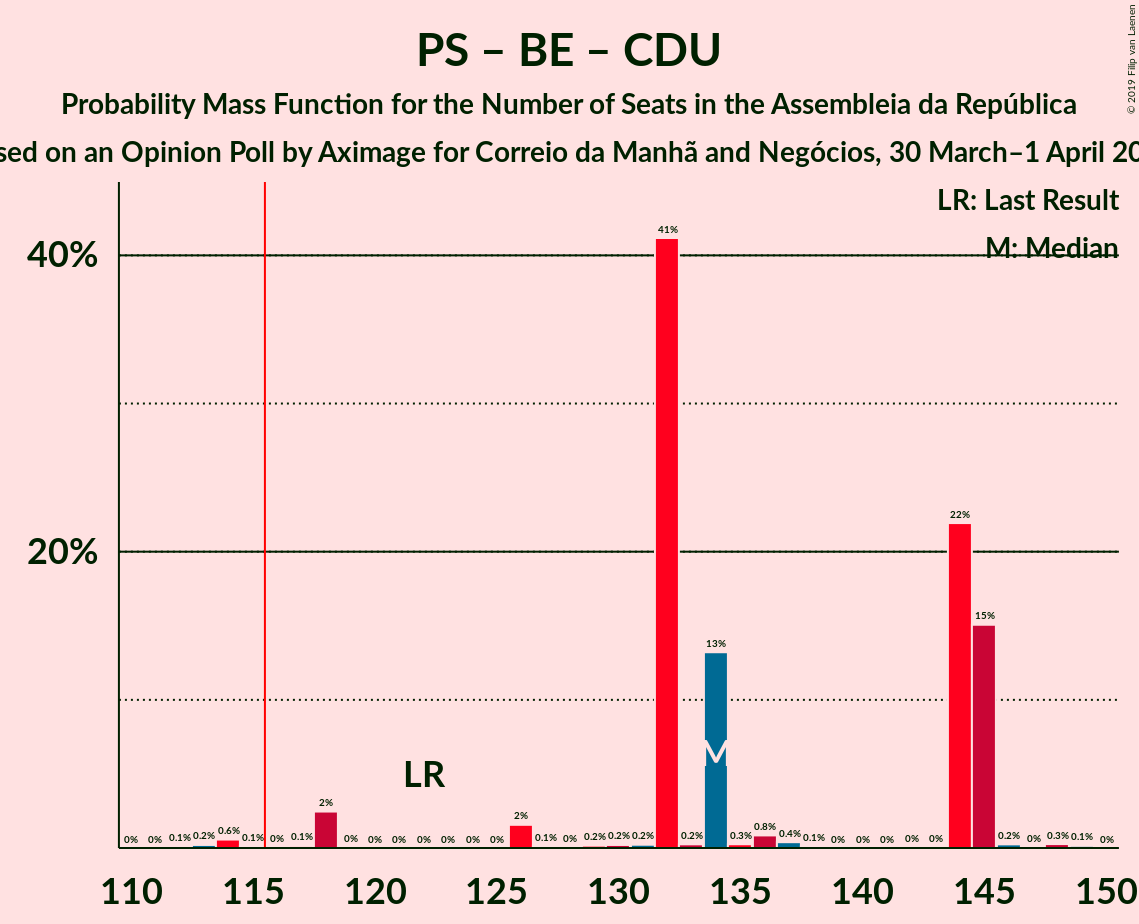 PS – BE – CDU
Probability Mass Function for the Number of Seats in the Assembleia da República
on an Opinion Poll by Aximage for Correio da Manhã and Negócios, 30 March–1 April
© 2019 Filip van Laenen
LR: Last Result
M: Median
40%
20%
41%
22%
15%
13%
M
LR
2%
2%
0% 0% 0.1% 0.2% 0.6% 0.1% 0% 0.1% 0% 0% 0% 0% 0% 0% 0% 0.1% 0% 0.2% 0.2% 0.2% 0.2% 0.3% 0.8% 0.4% 0.1% 0% 0% 0% 0% 0% 0.2% 0% 0.3% 0.1% 0%
110 115 120 125 130 135 140 145 150